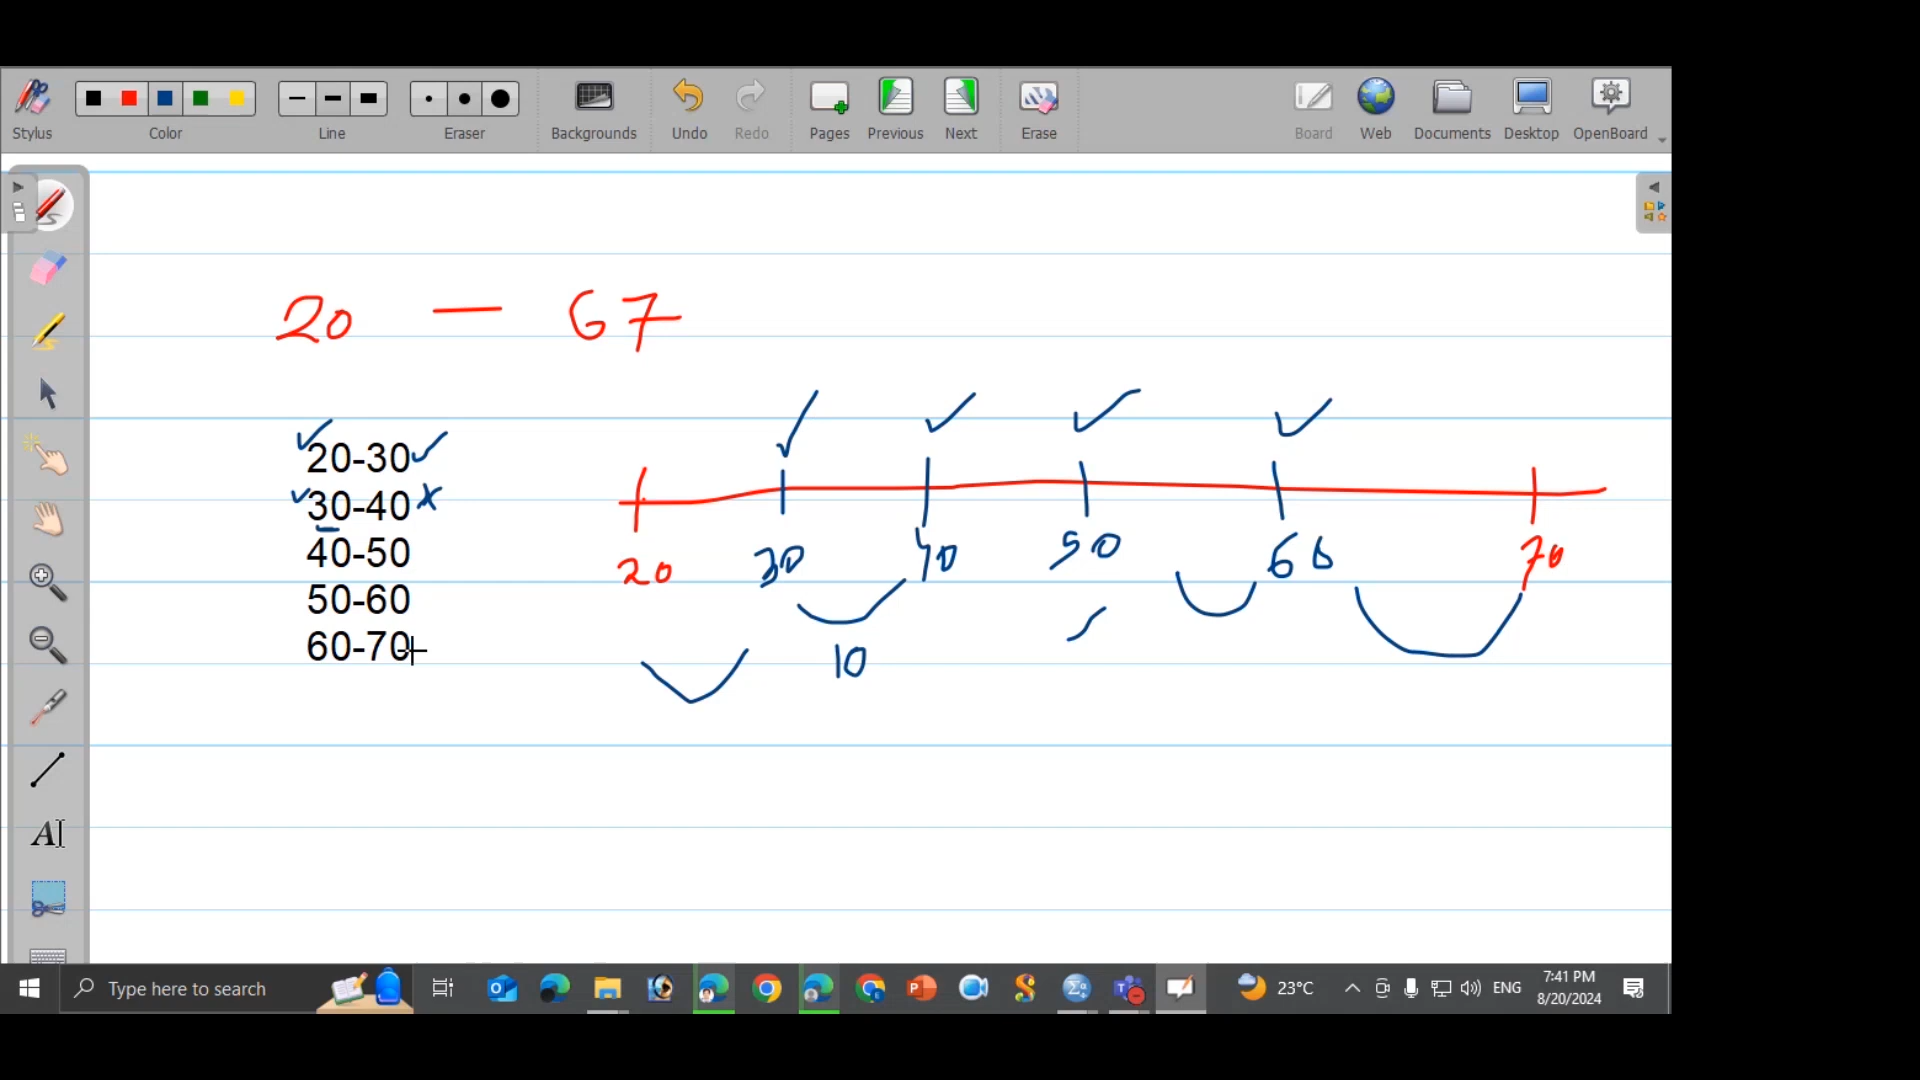 Stylus Color Line Eraser Backgrounds Undo Redo Pages Previous Next Erase Board Web Documents Desktop OpenBoard
20 — 67
20-30
30-40
40-50
50-60
60-70
20 30 40 50 60 70
10
Type here to search
23°C
ENG
7:41 PM
8/20/2024